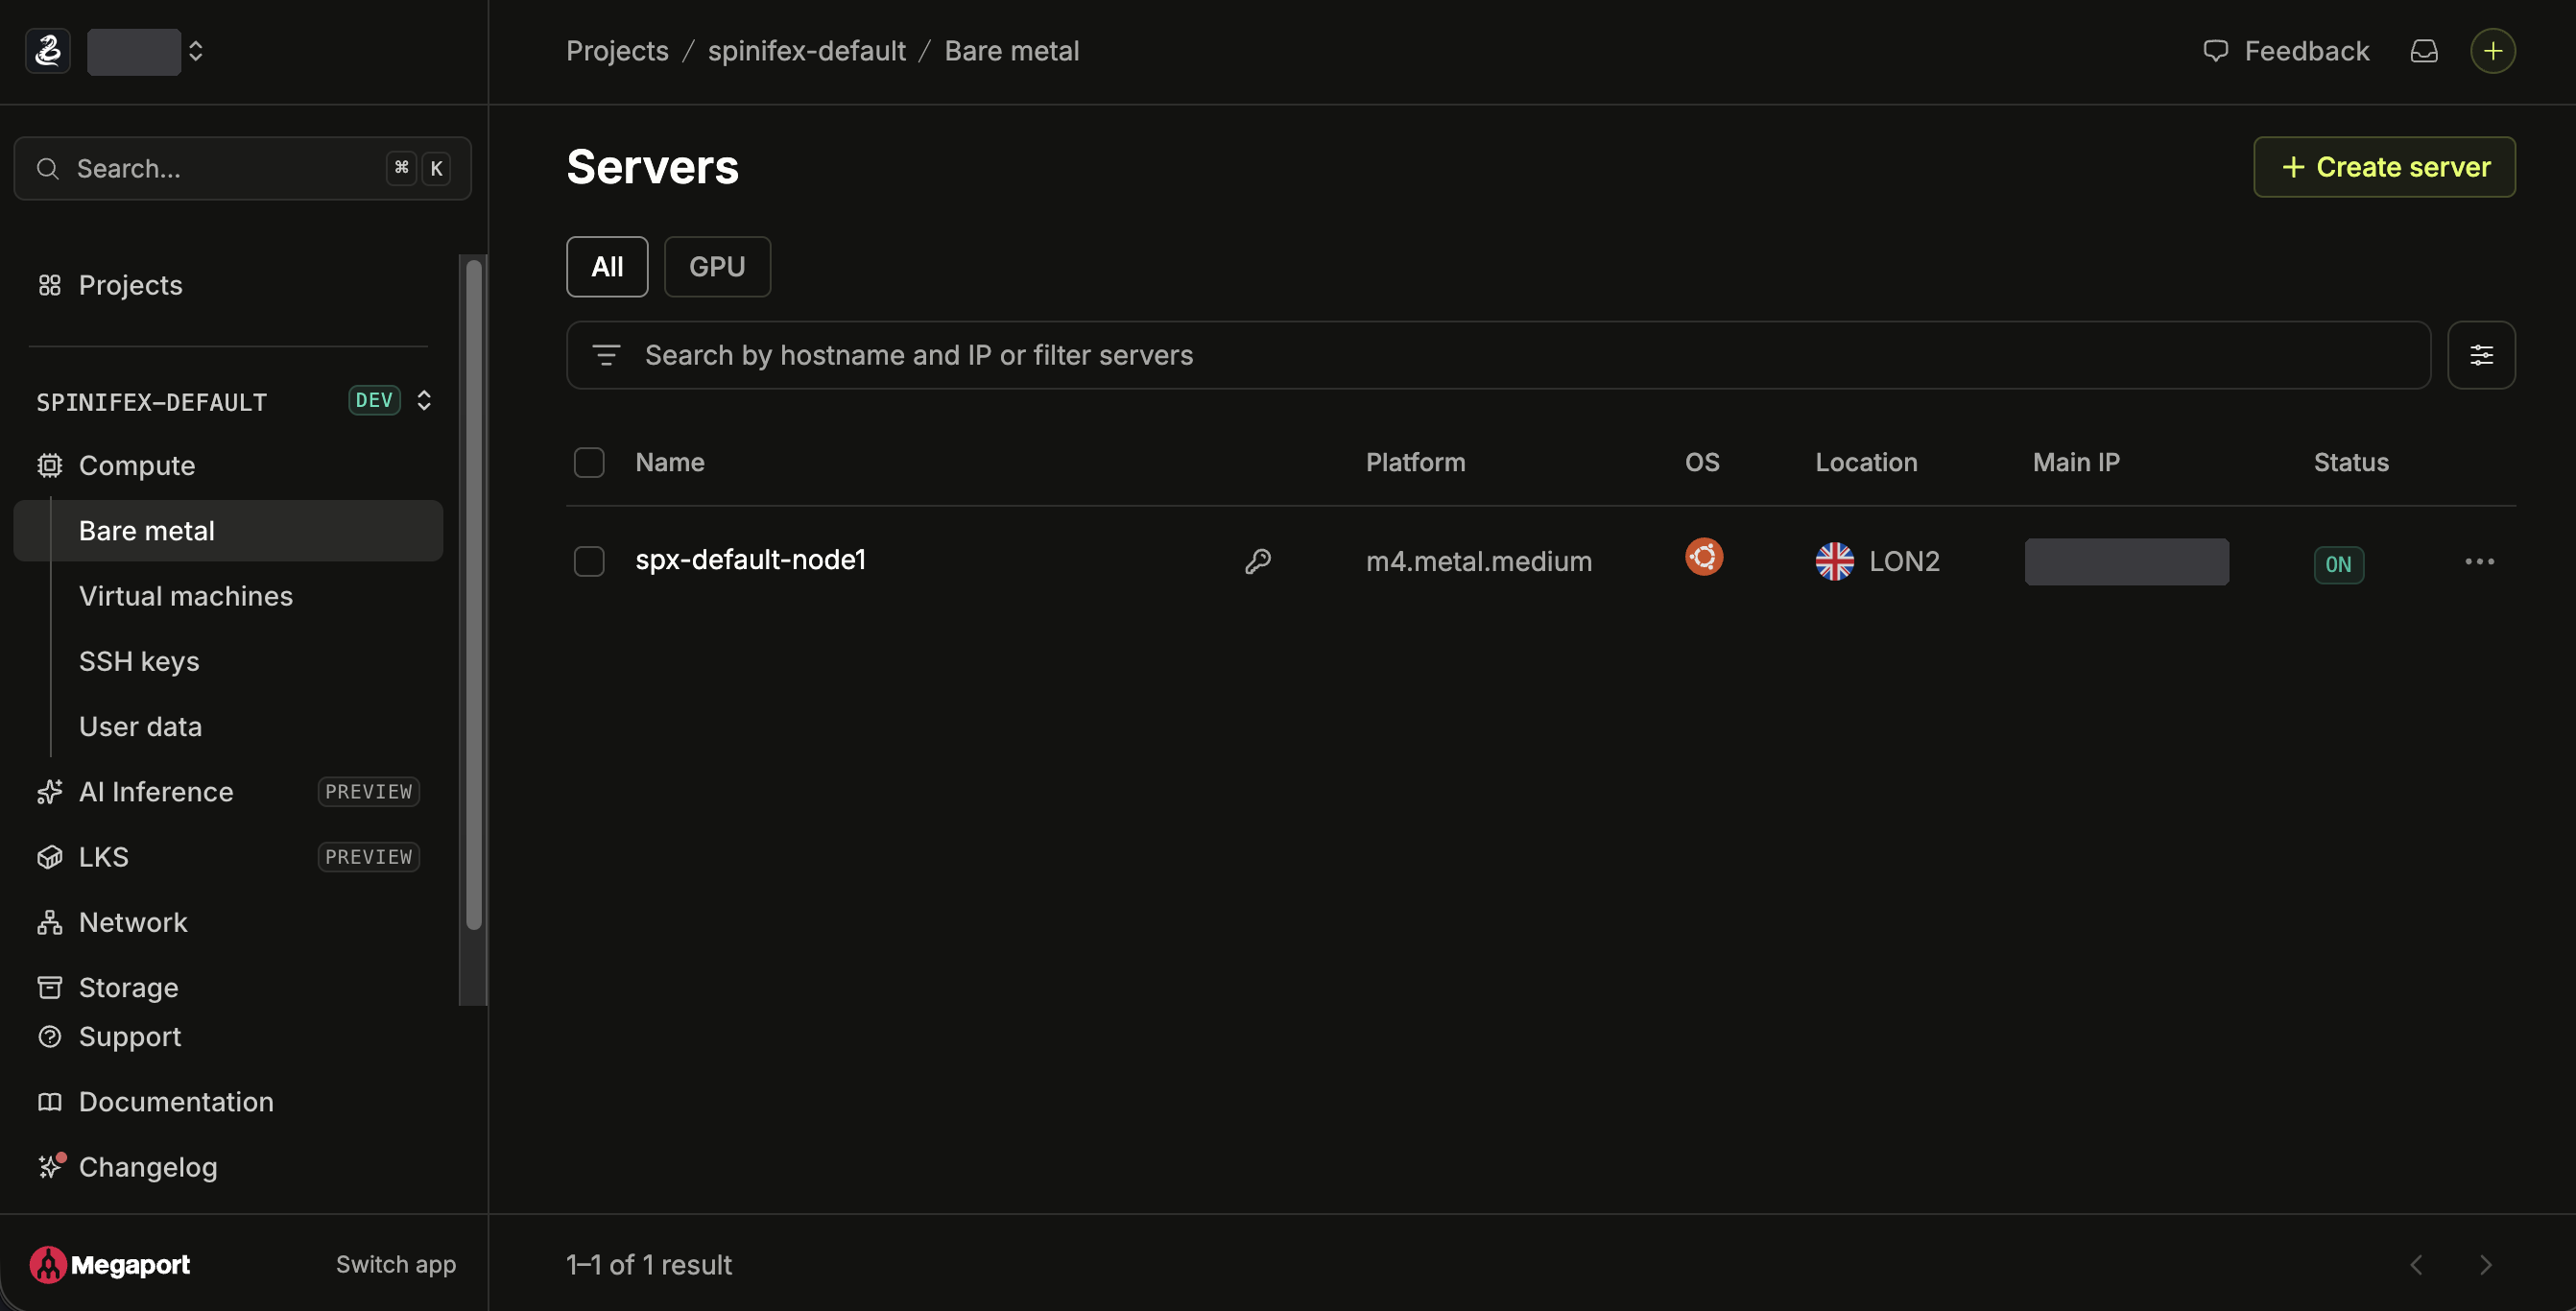 Projects / spinifex-default / Bare metal
Feedback
Search...
⌘ K
Projects
SPINIFEX-DEFAULT
DEV
Compute
Bare metal
Virtual machines
SSH keys
User data
AI Inference
PREVIEW
LKS
PREVIEW
Network
Storage
Support
Documentation
Changelog
Megaport
Switch app
Servers
+ Create server
All
GPU
Search by hostname and IP or filter servers
Name Platform OS Location Main IP Status
spx-default-node1 m4.metal.medium LON2 ON
1–1 of 1 result